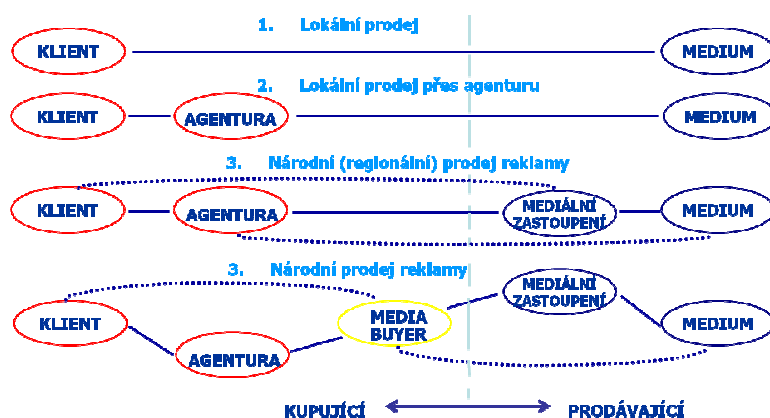 1. Lokální prodej
KLIENT
MEDIUM
2. Lokální prodej přes agenturu
KLIENT
AGENTURA
MEDIUM
3. Národní (regionální) prodej reklamy
KLIENT
AGENTURA
MEDIÁLNÍ
ZASTOUPENÍ
MEDIUM
3. Národní prodej reklamy
KLIENT
AGENTURA
MEDIA
BUYER
MEDIÁLNÍ
ZASTOUPENÍ
MEDIUM
KUPUJÍCÍ
PRODÁVAJÍCÍ